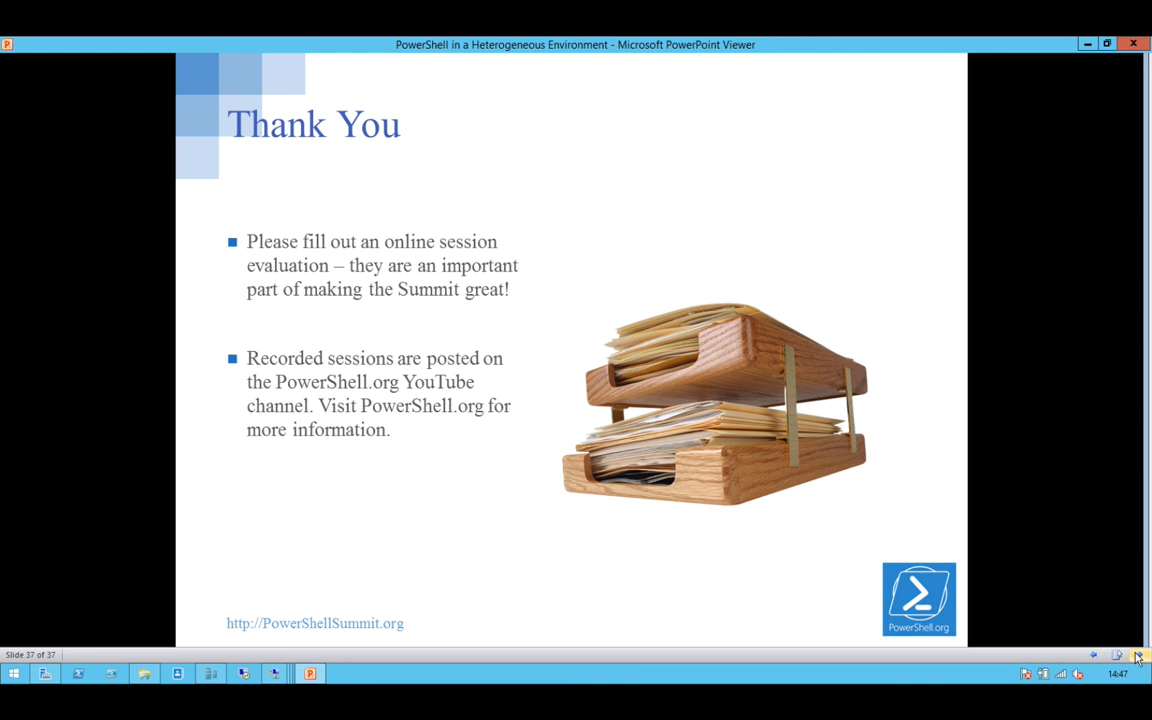 PowerShell in a Heterogeneous Environment - Microsoft PowerPoint Viewer
Thank You
Please fill out an online session
evaluation – they are an important
part of making the Summit great!
Recorded sessions are posted on
the PowerShell.org YouTube
channel. Visit PowerShell.org for
more information.
PowerShell.org
http://PowerShellSummit.org
Slide 37 of 37
14:47